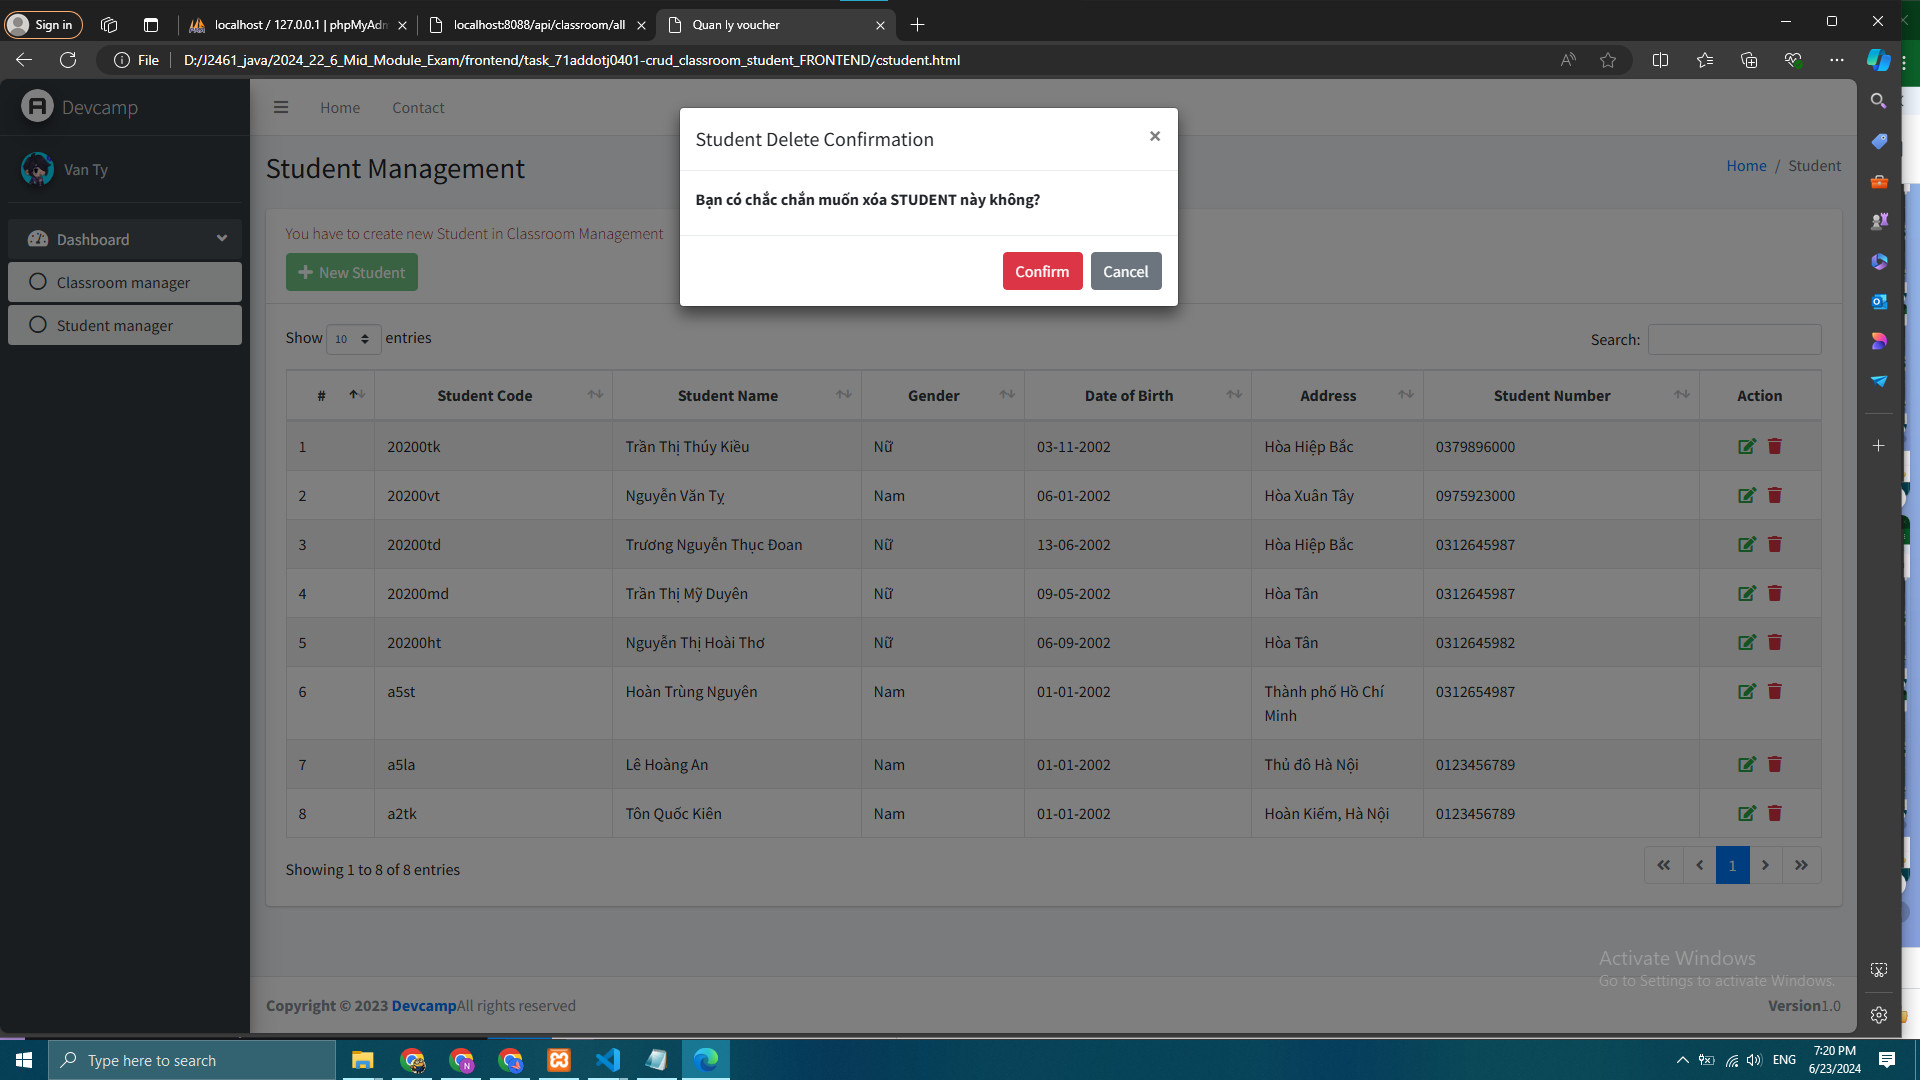 Sign in
localhost / 127.0.0.1 | phpMyAdm
localhost:8088/api/classroom/all
Quan ly voucher
File
D:/J2461_java/2024_22_6_Mid_Module_Exam/frontend/task_71addotj0401-crud_classroom_student_FRONTEND/cstudent.html
Devcamp
Home
Contact
Van Ty
Dashboard
Classroom manager
Student manager
Student Management
Home / Student
Student Delete Confirmation
×
Bạn có chắc chắn muốn xóa STUDENT này không?
Confirm
Cancel
You have to create new Student in Classroom Management
New Student
Show 10 entries
Search:
# Student Code Student Name Gender Date of Birth Address Student Number Action
1 20200tk Trần Thị Thúy Kiều Nữ 03-11-2002 Hòa Hiệp Bắc 0379896000
2 20200vt Nguyễn Văn Tỵ Nam 06-01-2002 Hòa Xuân Tây 0975923000
3 20200td Trương Nguyễn Thục Đoan Nữ 13-06-2002 Hòa Hiệp Bắc 0312645987
4 20200md Trần Thị Mỹ Duyên Nữ 09-05-2002 Hòa Tân 0312645987
5 20200ht Nguyễn Thị Hoài Thơ Nữ 06-09-2002 Hòa Tân 0312645982
6 a5st Hoàn Trùng Nguyên Nam 01-01-2002 Thành phố Hồ Chí Minh 0312654987
7 a5la Lê Hoàng An Nam 01-01-2002 Thủ đô Hà Nội 0123456789
8 a2tk Tôn Quốc Kiên Nam 01-01-2002 Hoàn Kiếm, Hà Nội 0123456789
Showing 1 to 8 of 8 entries
« ‹ 1 › »
Activate Windows
Go to Settings to activate Windows.
Copyright © 2023 DevcampAll rights reserved
Version1.0
Type here to search
ENG
7:20 PM
6/23/2024